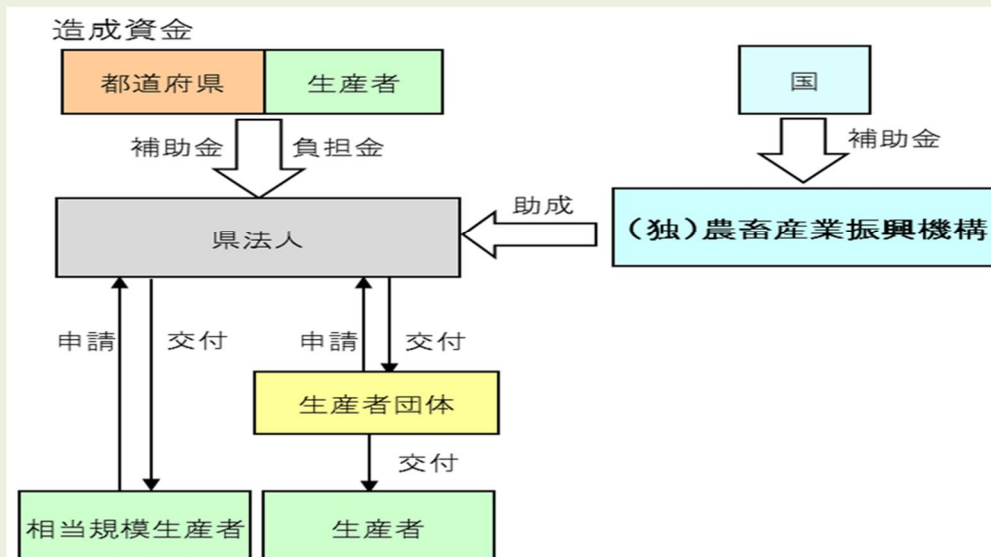 造成資金
都道府県
生産者
国
補助金
負担金
補助金
助成
(独)農畜産業振興機構
県法人
申請
交付
申請
交付
生産者団体
交付
相当規模生産者
生産者